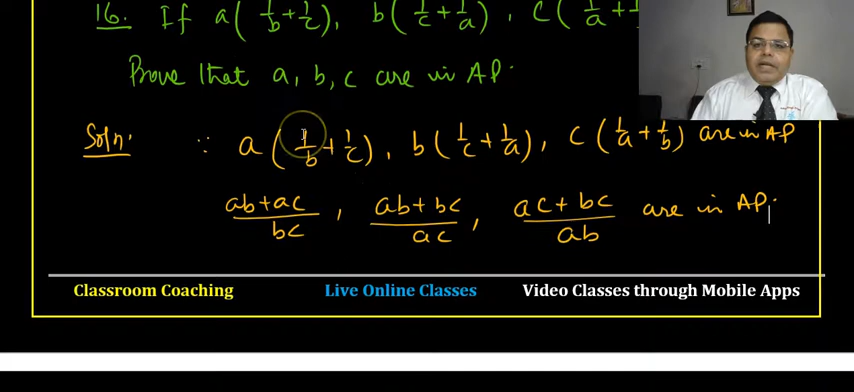 16. If a(1/b + 1/c), b(1/c + 1/a), c(1/a +
Prove that a, b, c are in AP.
Soln. ∵ a(1/b + 1/c), b(1/c + 1/a), c(1/a + 1/b) are in AP
(ab+ac)/bc, (ab+bc)/ac, (ac+bc)/ab are in AP.
Classroom Coaching Live Online Classes Video Classes through Mobile Apps